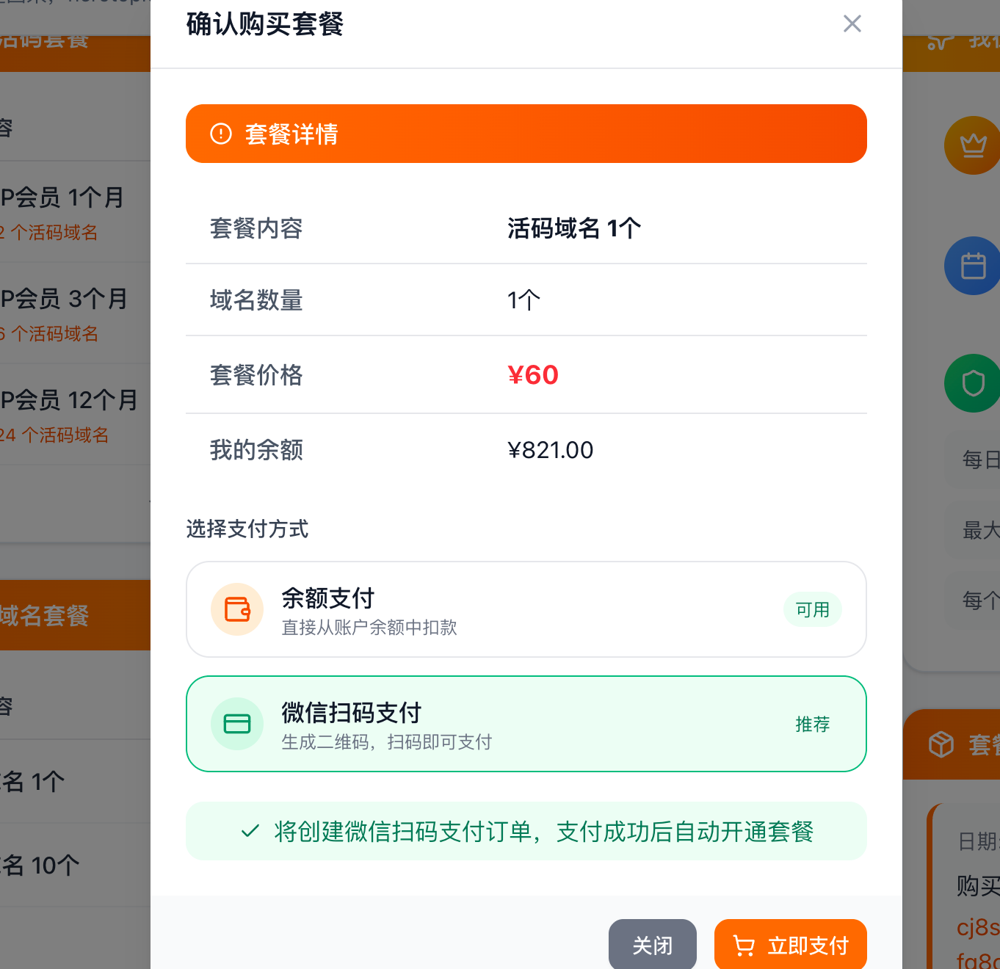 确认购买套餐
活码套餐
套餐详情
P会员 1个月
2 个活码域名
套餐内容
活码域名 1个
P会员 3个月
6 个活码域名
域名数量
1个
P会员 12个月
24 个活码域名
套餐价格
¥60
我的余额
¥821.00
每日
最大
每个
选择支付方式
余额支付
直接从账户余额中扣款
可用
域名套餐
微信扫码支付
生成二维码，扫码即可支付
推荐
名 1个
名 10个
将创建微信扫码支付订单，支付成功后自动开通套餐
日期:
购买
cj8s
关闭
立即支付